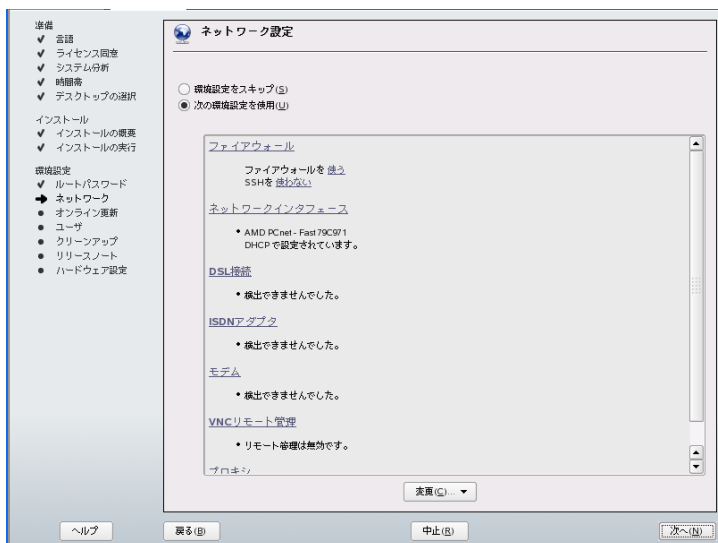 準備
言語
ライセンス同意
システム分析
時間帯
デスクトップの選択
インストール
インストールの概要
インストールの実行
環境設定
ルートパスワード
ネットワーク
オンライン更新
ユーザ
クリーンアップ
リリースノート
ハードウェア設定
ネットワーク設定
環境設定をスキップ(S)
次の環境設定を使用(U)
ファイアウォール
ファイアウォールを 使う
SSHを 使わない
ネットワークインタフェース
• AMD PCnet - Fast 79C971
DHCP で設定されています。
DSL接続
• 検出できませんでした。
ISDNアダプタ
• 検出できませんでした。
モデム
• 検出できませんでした。
VNCリモート管理
• リモート管理は無効です。
プロキシ
変更(C)...
ヘルプ
戻る(B)
中止(R)
次へ(N)